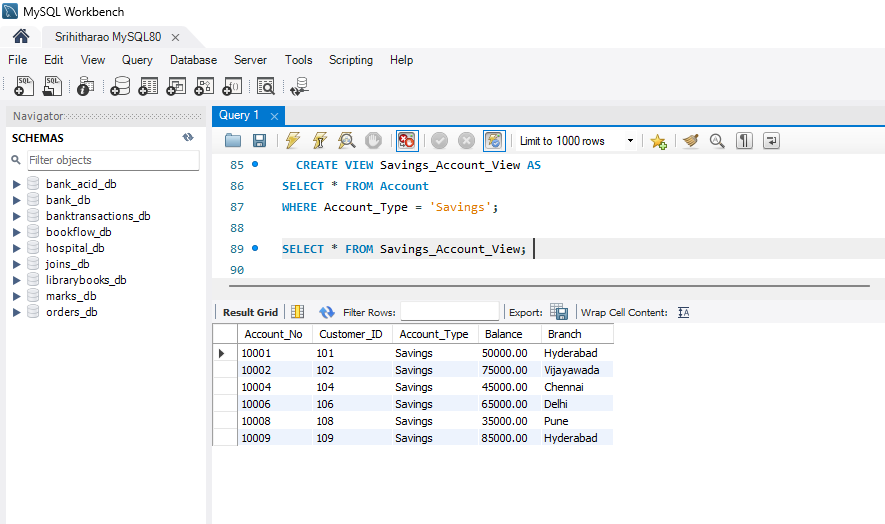 MySQL Workbench
Srihitharao MySQL80 ×
File Edit View Query Database Server Tools Scripting Help
Navigator
SCHEMAS
Filter objects
bank_acid_db
bank_db
banktransactions_db
bookflow_db
hospital_db
joins_db
librarybooks_db
marks_db
orders_db
Query 1 ×
Limit to 1000 rows
85 CREATE VIEW Savings_Account_View AS
86 SELECT * FROM Account
87 WHERE Account_Type = 'Savings';
88
89 SELECT * FROM Savings_Account_View;
90
Result Grid Filter Rows: Export: Wrap Cell Content:
Account_No Customer_ID Account_Type Balance Branch
10001 101 Savings 50000.00 Hyderabad
10002 102 Savings 75000.00 Vijayawada
10004 104 Savings 45000.00 Chennai
10006 106 Savings 65000.00 Delhi
10008 108 Savings 35000.00 Pune
10009 109 Savings 85000.00 Hyderabad